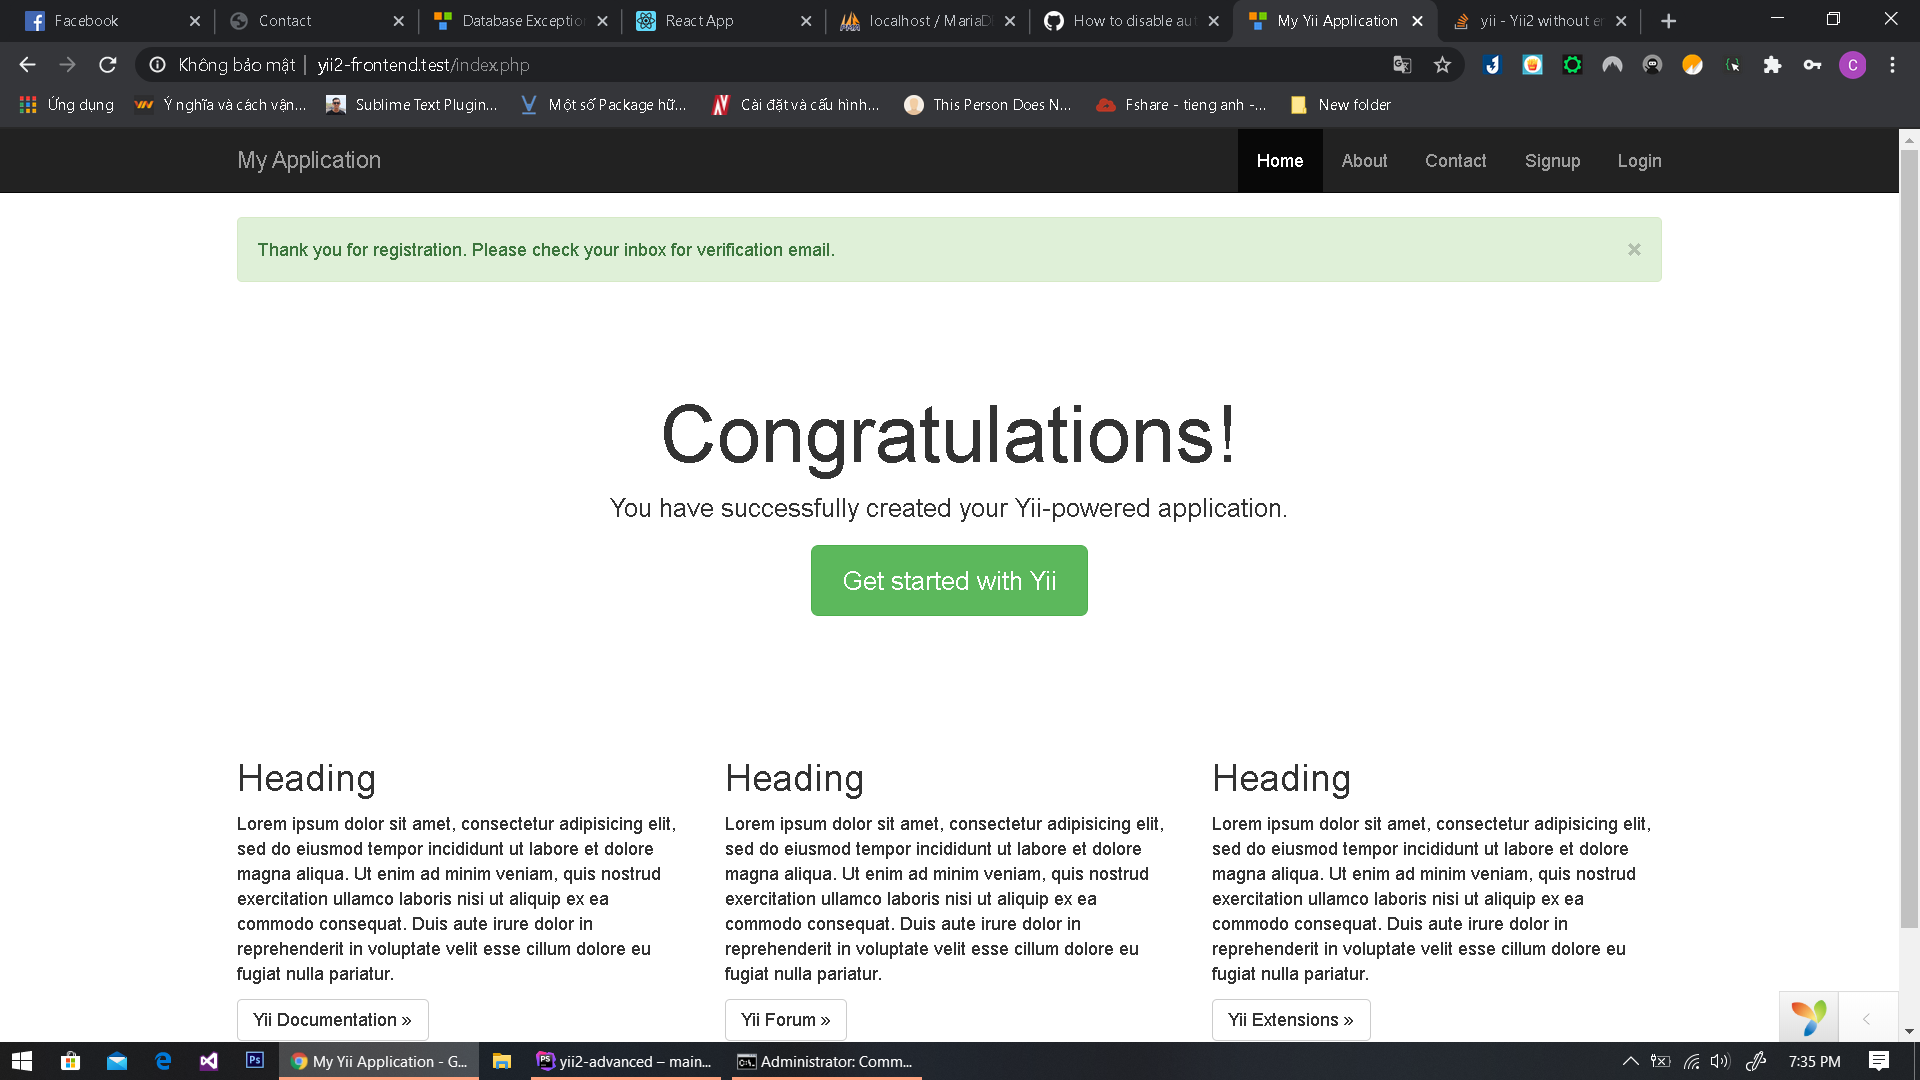 Facebook
Contact
Database Exception
React App
localhost / MariaD
How to disable aut
My Yii Application
yii - Yii2 without e
Không bảo mật | yii2-frontend.test/index.php
C
Ứng dụng
Ý nghĩa và cách vận...
Sublime Text Plugin...
Một số Package hữ...
Cài đặt và cấu hình...
This Person Does N...
Fshare - tieng anh -...
New folder
My Application
Home
About
Contact
Signup
Login
Thank you for registration. Please check your inbox for verification email.
×
Congratulations!
You have successfully created your Yii-powered application.
Get started with Yii
Heading
Lorem ipsum dolor sit amet, consectetur adipisicing elit,
sed do eiusmod tempor incididunt ut labore et dolore
magna aliqua. Ut enim ad minim veniam, quis nostrud
exercitation ullamco laboris nisi ut aliquip ex ea
commodo consequat. Duis aute irure dolor in
reprehenderit in voluptate velit esse cillum dolore eu
fugiat nulla pariatur.
Yii Documentation »
Heading
Lorem ipsum dolor sit amet, consectetur adipisicing elit,
sed do eiusmod tempor incididunt ut labore et dolore
magna aliqua. Ut enim ad minim veniam, quis nostrud
exercitation ullamco laboris nisi ut aliquip ex ea
commodo consequat. Duis aute irure dolor in
reprehenderit in voluptate velit esse cillum dolore eu
fugiat nulla pariatur.
Yii Forum »
Heading
Lorem ipsum dolor sit amet, consectetur adipisicing elit,
sed do eiusmod tempor incididunt ut labore et dolore
magna aliqua. Ut enim ad minim veniam, quis nostrud
exercitation ullamco laboris nisi ut aliquip ex ea
commodo consequat. Duis aute irure dolor in
reprehenderit in voluptate velit esse cillum dolore eu
fugiat nulla pariatur.
Yii Extensions »
Ps
My Yii Application - G...
PS
yii2-advanced – main...
Administrator: Comm...
7:35 PM